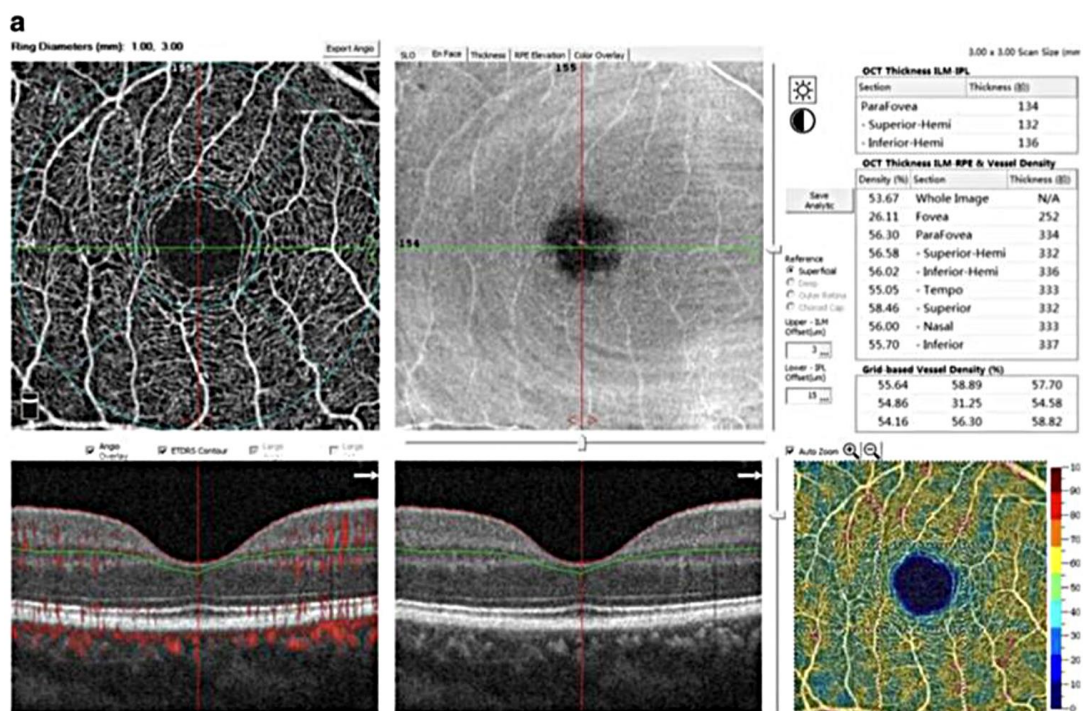 a
Ring Diameters (mm): 1.00, 3.00
Export Angio
SLO En Face Thickness RPE Elevation Color Overlay
155
154
3.00 x 3.00 Scan Size (mm
OCT Thickness ILM-IPL
Section Thickness
ParaFovea 134
- Superior-Hemi 132
- Inferior-Hemi 136
OCT Thickness ILM-RPE & Vessel Density
Density (%) Section Thickness
53.67 Whole Image N/A
26.11 Fovea 252
56.30 ParaFovea 334
56.58 - Superior-Hemi 332
56.02 - Inferior-Hemi 336
55.05 - Tempo 333
58.46 - Superior 332
56.00 - Nasal 333
55.70 - Inferior 337
Save
Analytic
Reference
Superficial
Deep
Outer Retina
Choroid Cap
Upper - ILM
Offset(um)
3 ...
Lower - IPL
Offset(um)
15 ...
Grid-based Vessel Density (%)
55.64 58.89 57.70
54.86 31.25 54.58
54.16 56.30 58.82
Angio
Overlay
ETDRS Contour
Large
Large
Auto Zoom
10
90
80
70
60
50
40
30
20
10
0